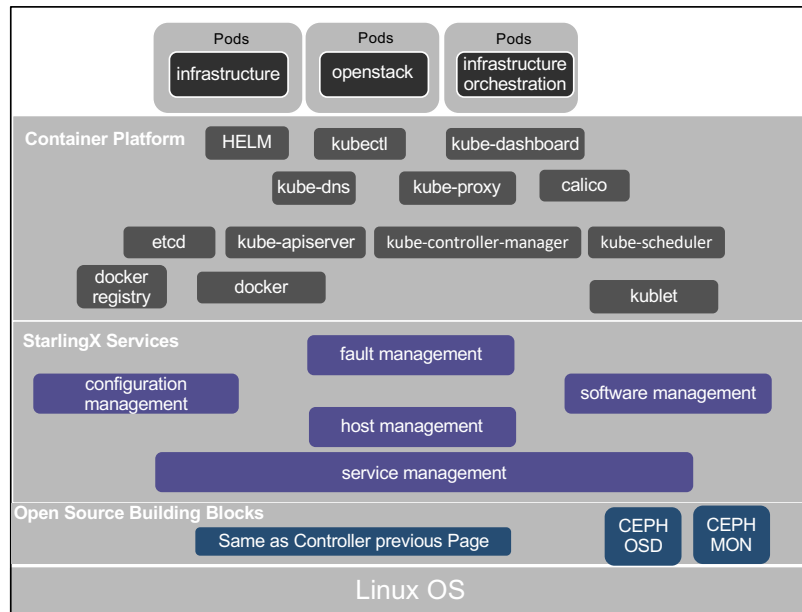 Pods
Pods
Pods
infrastructure
openstack
infrastructure
orchestration
Container Platform
HELM
kubectl
kube-dashboard
kube-dns
kube-proxy
calico
etcd
kube-apiserver
kube-controller-manager
kube-scheduler
docker
registry
docker
kublet
StarlingX Services
fault management
configuration
management
software management
host management
service management
Open Source Building Blocks
Same as Controller previous Page
CEPH
OSD
CEPH
MON
Linux OS